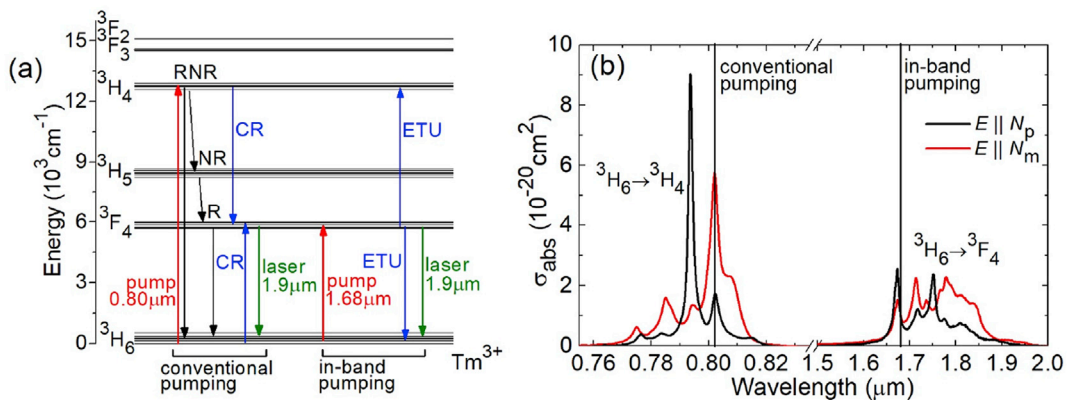 (a)
Energy (10³cm⁻¹)
15
12
9
6
3
0
³F₂
³F₃
³H₄
³H₅
³F₄
³H₆
RNR
NR
R
CR
CR
ETU
ETU
pump
0.80μm
laser
1.9μm
pump
1.68μm
laser
1.9μm
conventional
pumping
in-band
pumping
Tm³⁺
(b)
σabs (10⁻²⁰cm²)
10
8
6
4
2
0
conventional
pumping
in-band
pumping
E || Nₚ
E || Nₘ
³H₆→³H₄
³H₆→³F₄
0.76 0.78 0.80 0.82 1.5 1.6 1.7 1.8 1.9 2.0
Wavelength (μm)